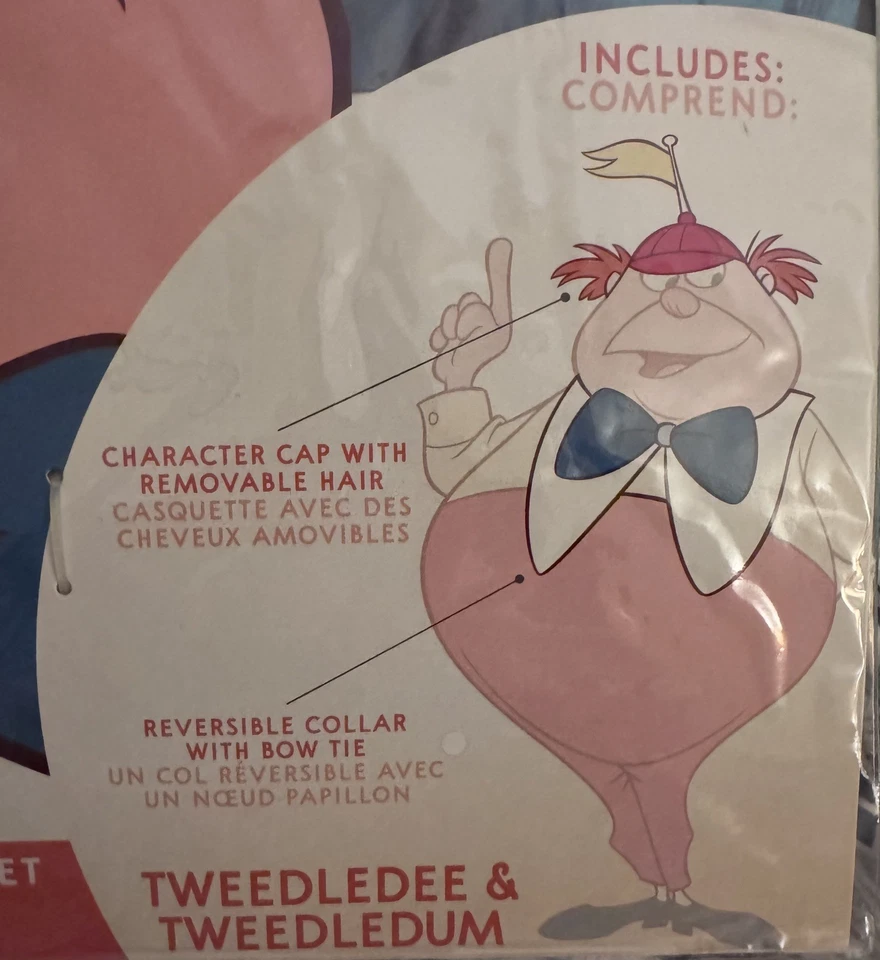 INCLUDES:
COMPREND:
CHARACTER CAP WITH
REMOVABLE HAIR
CASQUETTE AVEC DES
CHEVEUX AMOVIBLES
REVERSIBLE COLLAR
WITH BOW TIE
UN COL RÉVERSIBLE AVEC
UN NŒUD PAPILLON
ET
TWEEDLEDEE &
TWEEDLEDUM